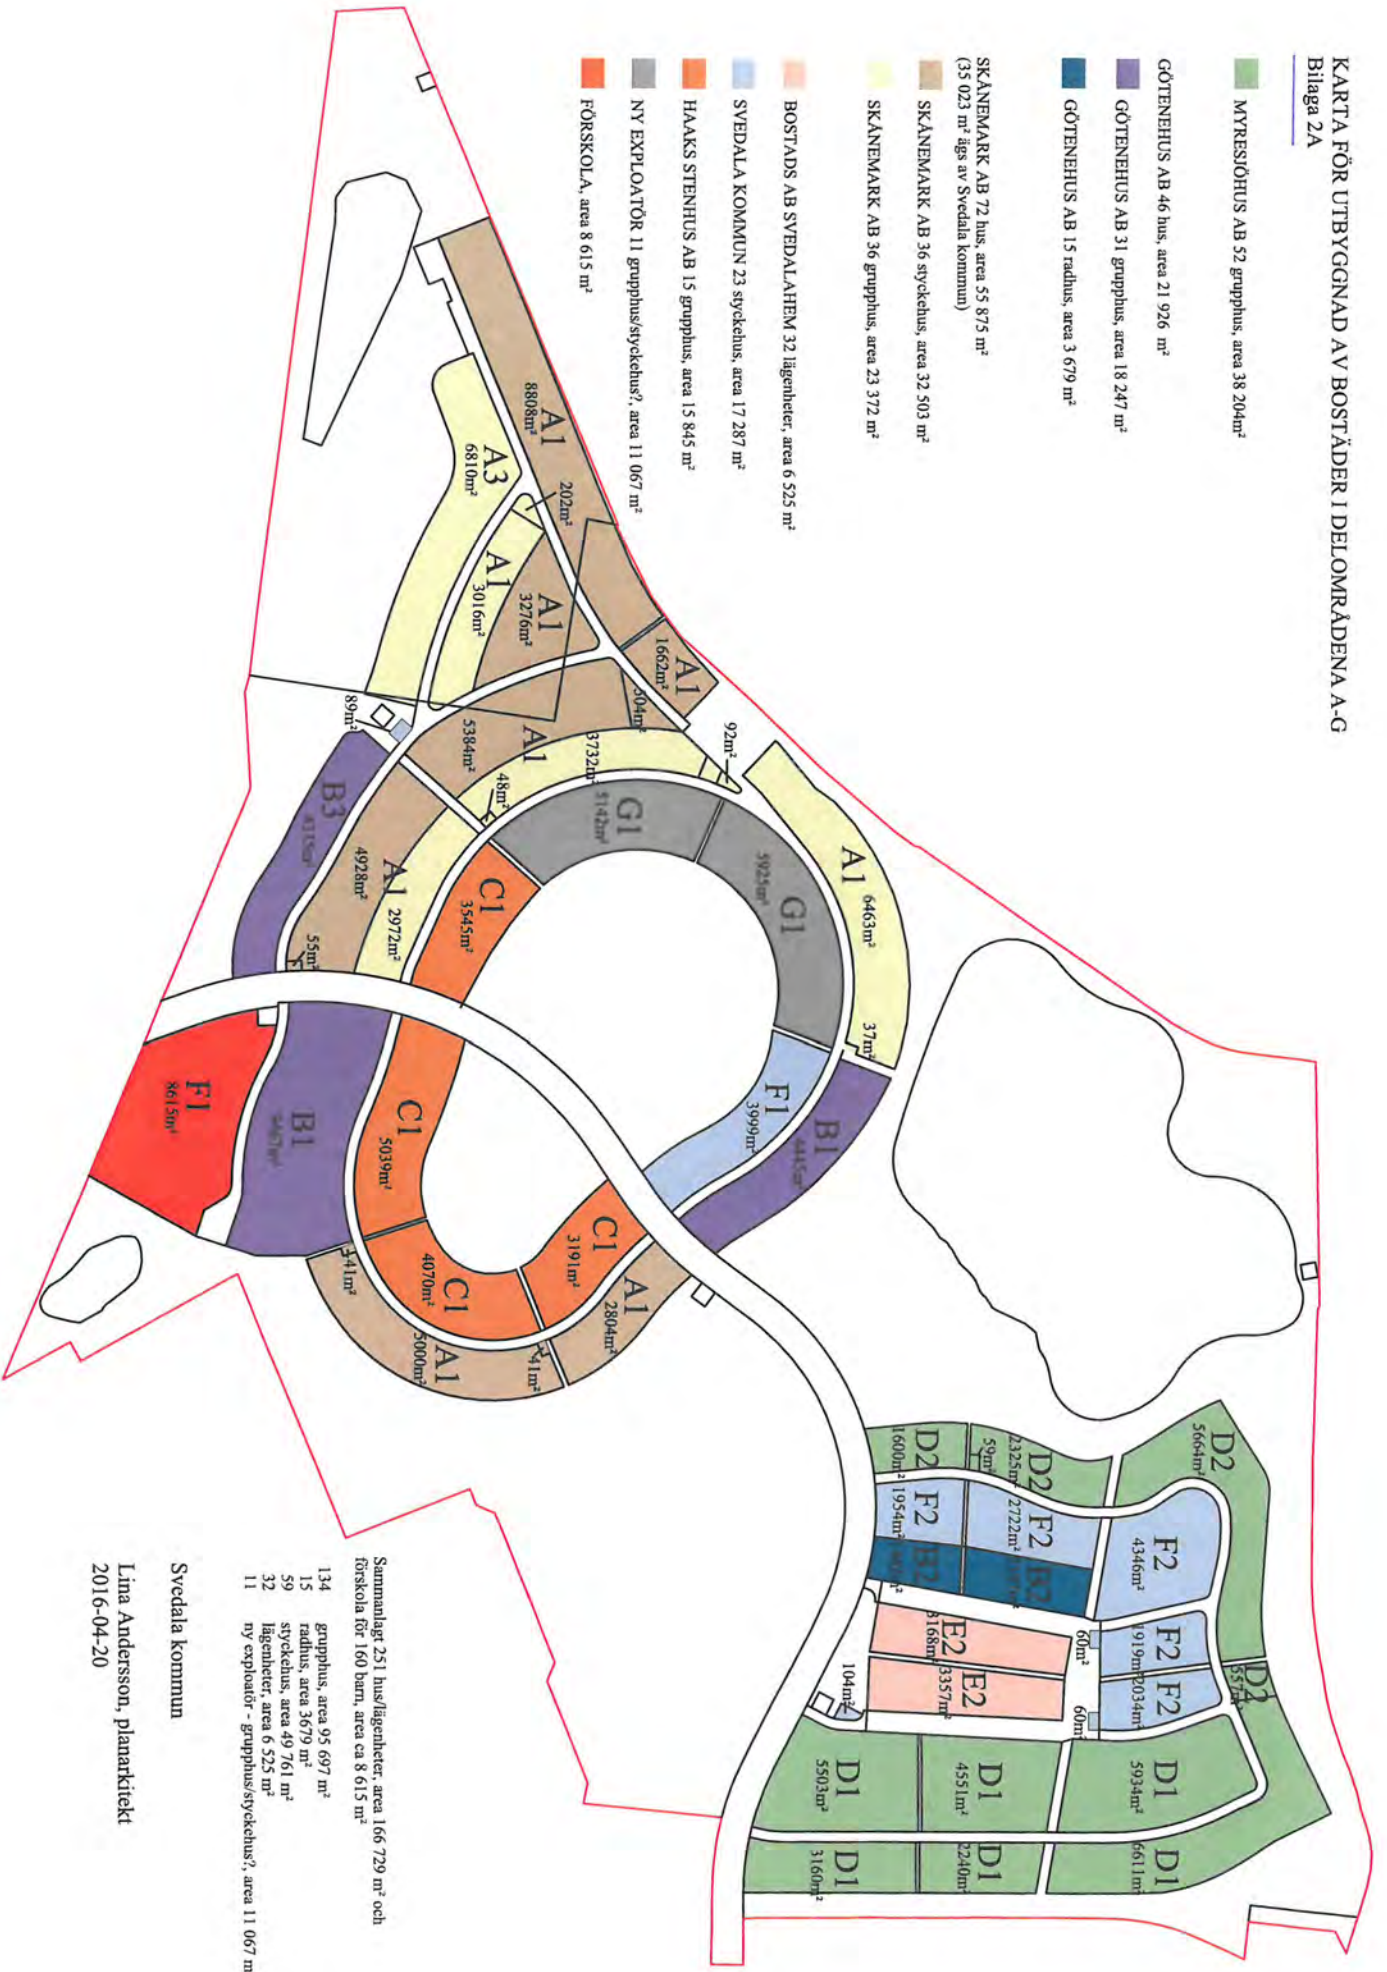 KARTA FÖR UTBYGGNAD AV BOSTÄDER I DELOMRÅDENA A-G
Bilaga 2A
MYRESJÖHUS AB 52 grupphus, area 38 204m²
GÖTENEHUS AB 46 hus, area 21 926 m²
GÖTENEHUS AB 31 grupphus, area 18 247 m²
GÖTENEHUS AB 15 radhus, area 3 679 m²
SKÅNEMARK AB 72 hus, area 55 875 m²
(35 023 m² ägs av Svedala kommun)
SKÅNEMARK AB 36 styckehus, area 32 503 m²
SKÅNEMARK AB 36 grupphus, area 23 372 m²
BOSTADS AB SVEDALAHEM 32 lägenheter, area 6 525 m²
SVEDALA KOMMUN 23 styckehus, area 17 287 m²
HAAKS STENHUS AB 15 grupphus, area 15 845 m²
NY EXPLOATÖR 11 grupphus/styckehus?, area 11 067 m²
FÖRSKOLA, area 8 615 m²
A1
8808m²
202m²
A3
6810m²
A1
3016m²
A1
3276m²
A1
1662m²
504m²
92m²
A1
5384m²
3732m²
48m²
89m²
B3
A1
4928m²
2972m²
55m²
G1
5142m²
G1
5925m²
A1
6463m²
37m²
C1
3545m²
F1
3999m²
B1
4445m²
F1
8615m²
B1
C1
5039m²
C1
4070m²
C1
3191m²
A1
2804m²
A1
5000m²
41m²
41m²
D2
5664m²
D2
2325m²
59m²
D2
1600m²
F2
4346m²
F2
2722m²
F2
1954m²
B2
B2
F2
1919m²
F2
2034m²
D2
557m²
E2
3168m²
E2
3357m²
60m²
60m²
104m²
D1
5934m²
D1
4551m²
D1
5503m²
D1
6611m²
D1
2240m²
D1
3160m²
Sammanlagt 251 hus/lägenheter, area 166 729 m² och
förskola för 160 barn, area ca 8 615 m²
134 grupphus, area 95 697 m²
15 radhus, area 3679 m²
59 styckehus, area 49 761 m²
32 lägenheter, area 6 525 m²
11 ny exploatör - grupphus/styckehus?, area 11 067 m
Svedala kommun
Lina Andersson, planarkitekt
2016-04-20